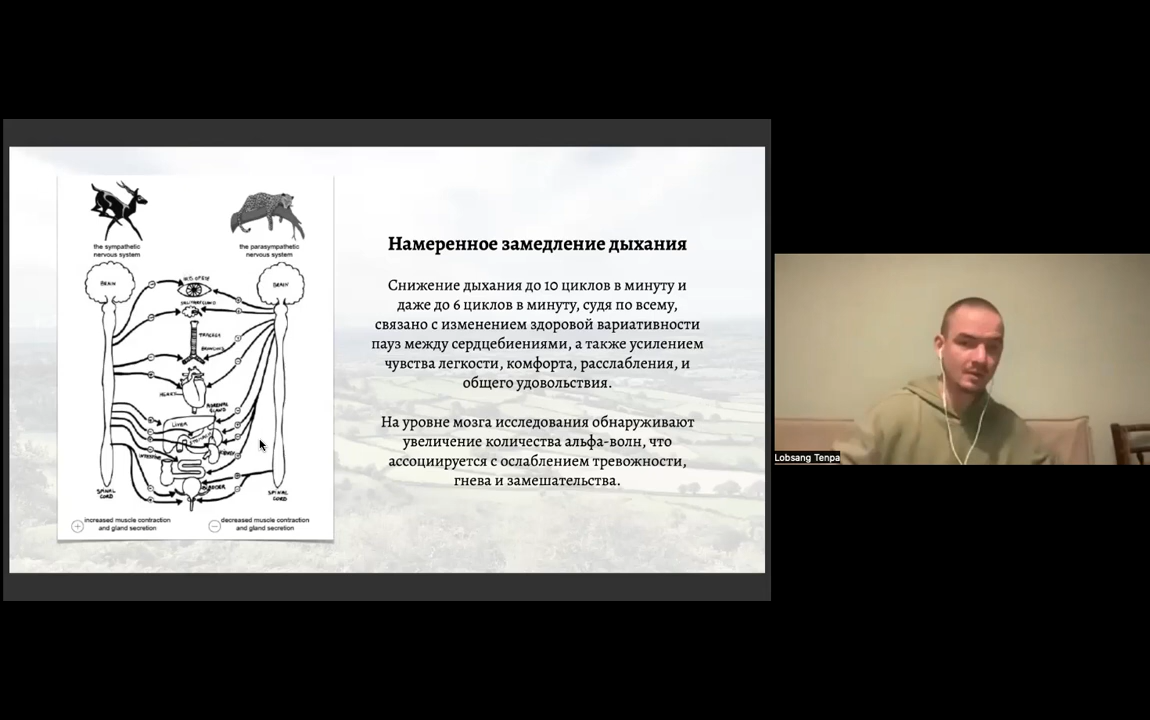 the sympathetic
nervous system
the parasympathetic
nervous system
BRAIN
BRAIN
TRACHEA
HEART
LIVER
SPINAL
CORD
SPINAL
CORD
increased muscle contraction
and gland secretion
decreased muscle contraction
and gland secretion
Намеренное замедление дыхания
Снижение дыхания до 10 циклов в минуту и
даже до 6 циклов в минуту, судя по всему,
связано с изменением здоровой вариативности
пауз между сердцебиениями, а также усилением
чувства легкости, комфорта, расслабления, и
общего удовольствия.
На уровне мозга исследования обнаруживают
увеличение количества альфа-волн, что
ассоциируется с ослаблением тревожности,
гнева и замешательства.
Lobsang Tenpa